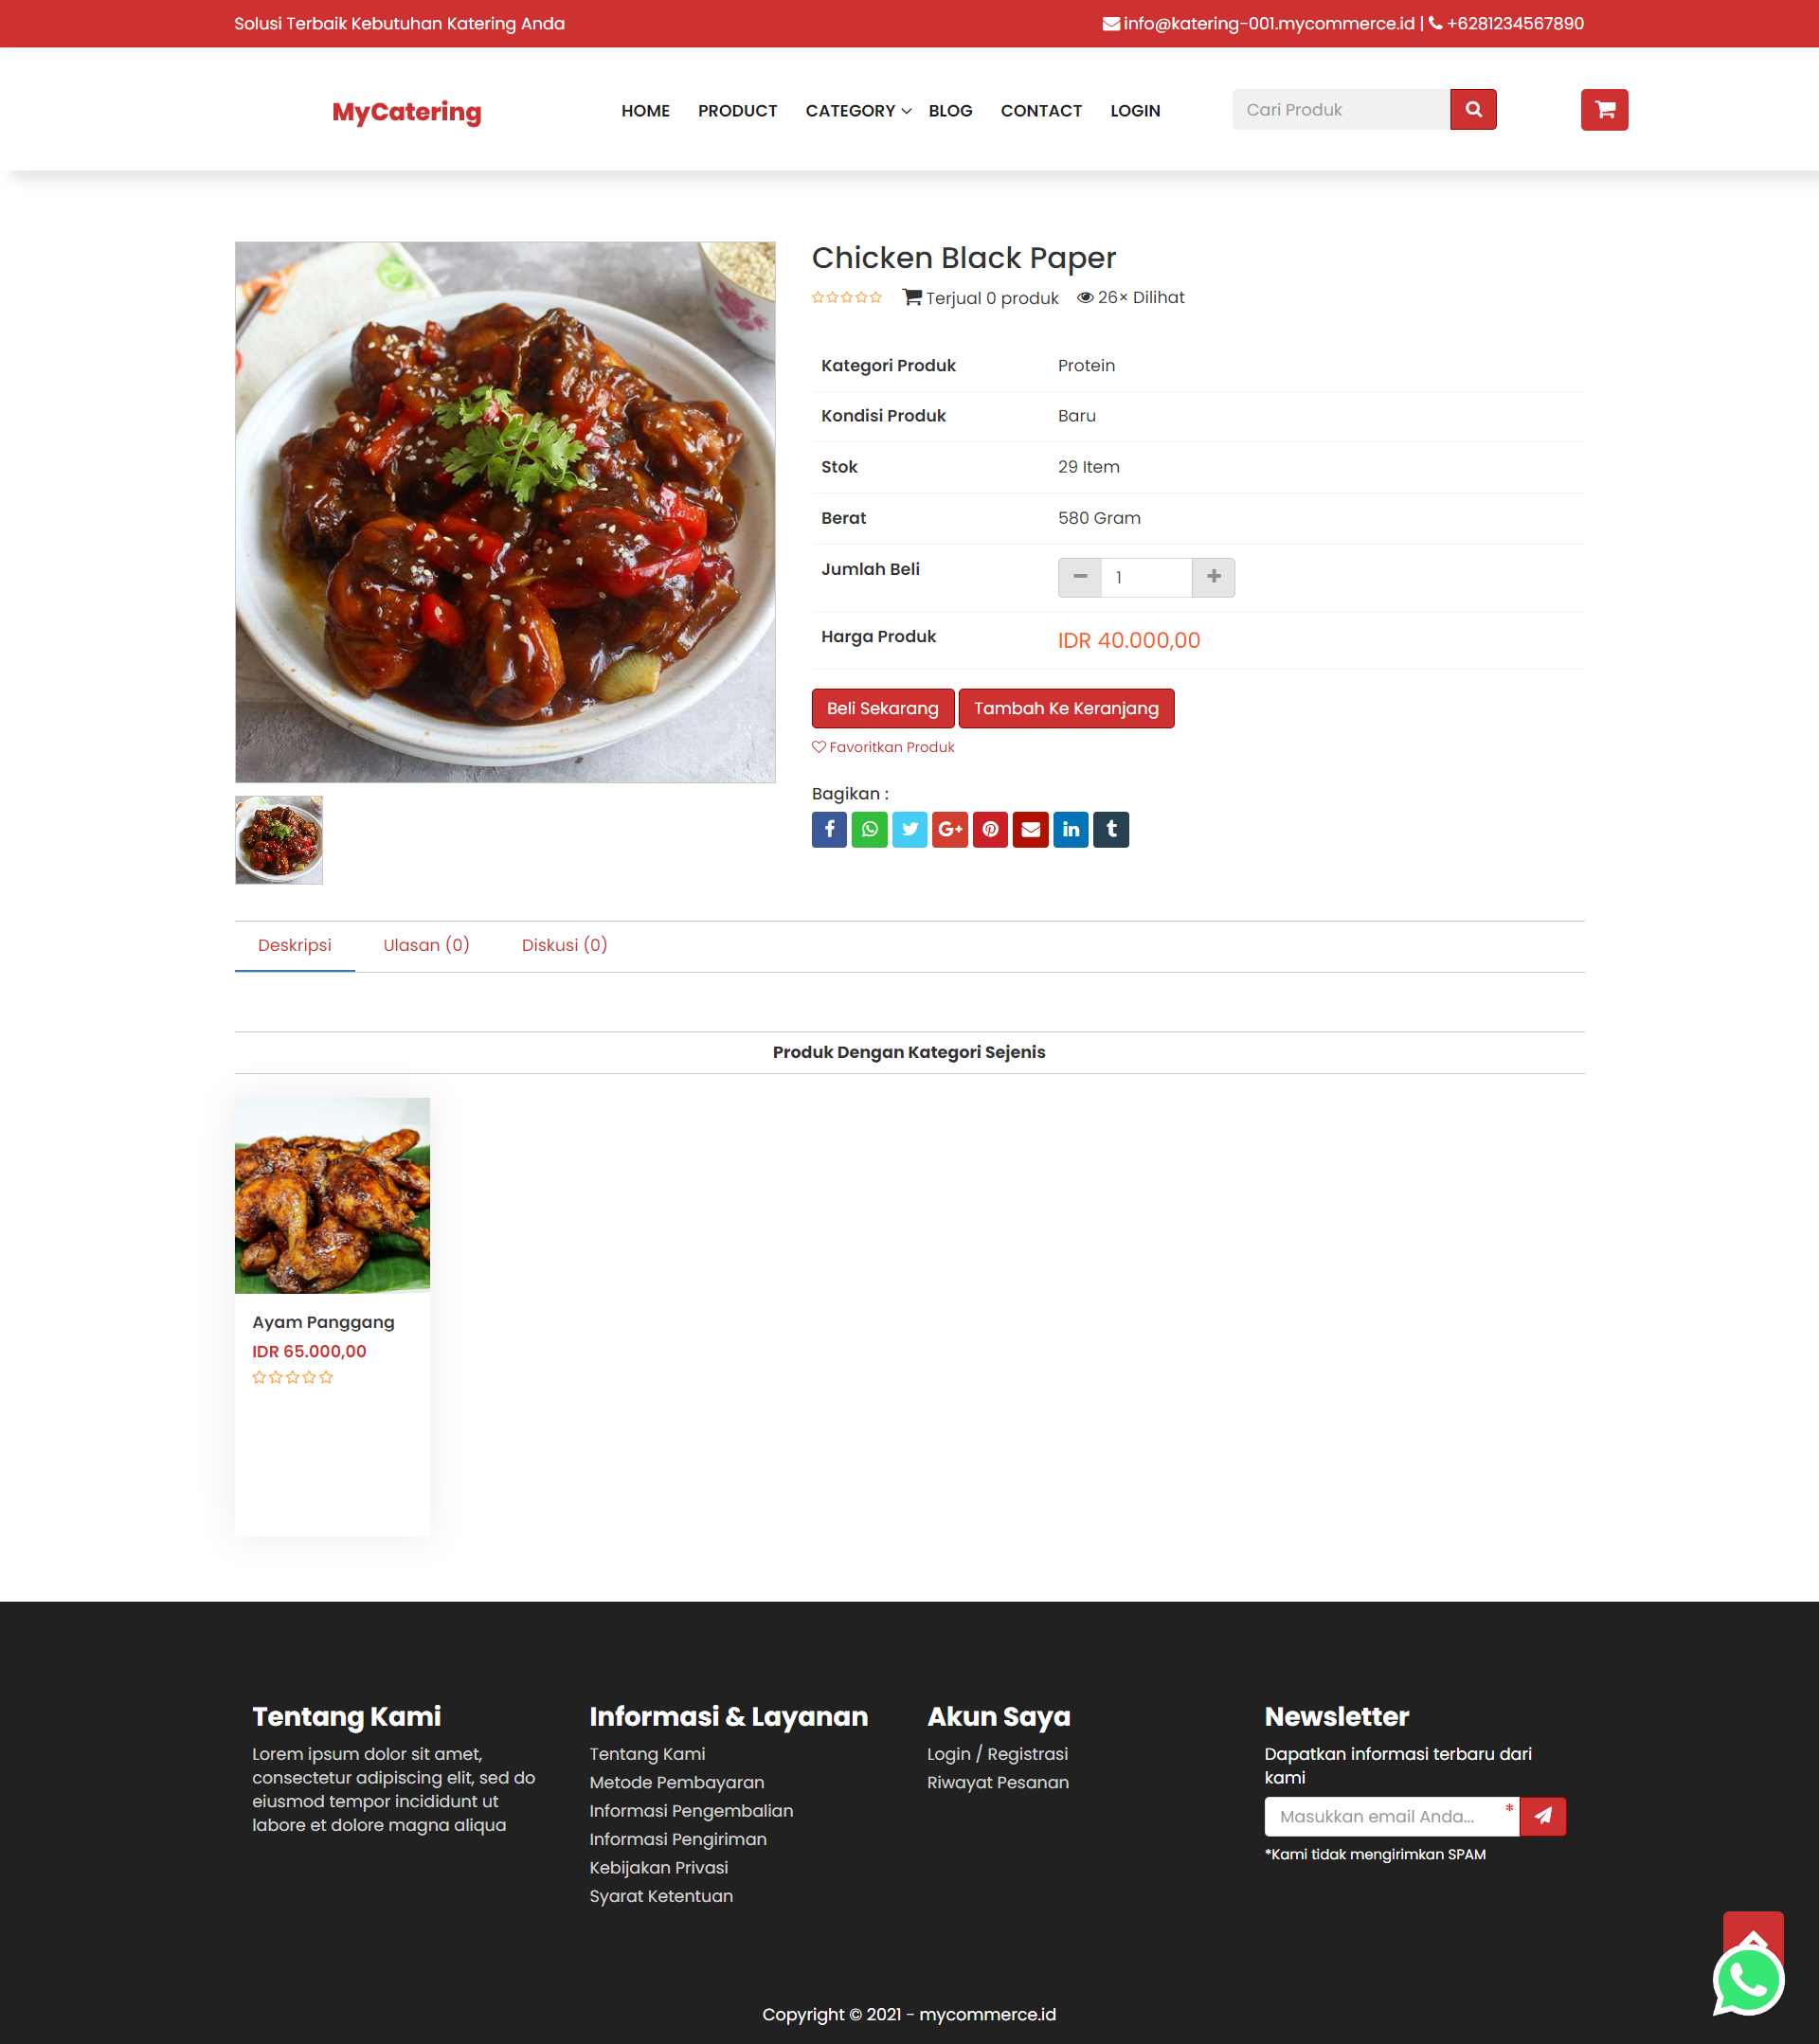 Solusi Terbaik Kebutuhan Katering Anda
info@katering-001.mycommerce.id | +6281234567890
MyCatering
HOME PRODUCT CATEGORY BLOG CONTACT LOGIN
Cari Produk
Chicken Black Paper
Terjual 0 produk 26× Dilihat
Kategori Produk Protein
Kondisi Produk Baru
Stok 29 Item
Berat 580 Gram
Jumlah Beli 1
Harga Produk IDR 40.000,00
Beli Sekarang Tambah Ke Keranjang
Favoritkan Produk
Bagikan :
Deskripsi Ulasan (0) Diskusi (0)
Produk Dengan Kategori Sejenis
Ayam Panggang
IDR 65.000,00
Tentang Kami
Lorem ipsum dolor sit amet,
consectetur adipiscing elit, sed do
eiusmod tempor incididunt ut
labore et dolore magna aliqua
Informasi & Layanan
Tentang Kami
Metode Pembayaran
Informasi Pengembalian
Informasi Pengiriman
Kebijakan Privasi
Syarat Ketentuan
Akun Saya
Login / Registrasi
Riwayat Pesanan
Newsletter
Dapatkan informasi terbaru dari
kami
Masukkan email Anda... *
*Kami tidak mengirimkan SPAM
Copyright © 2021 - mycommerce.id